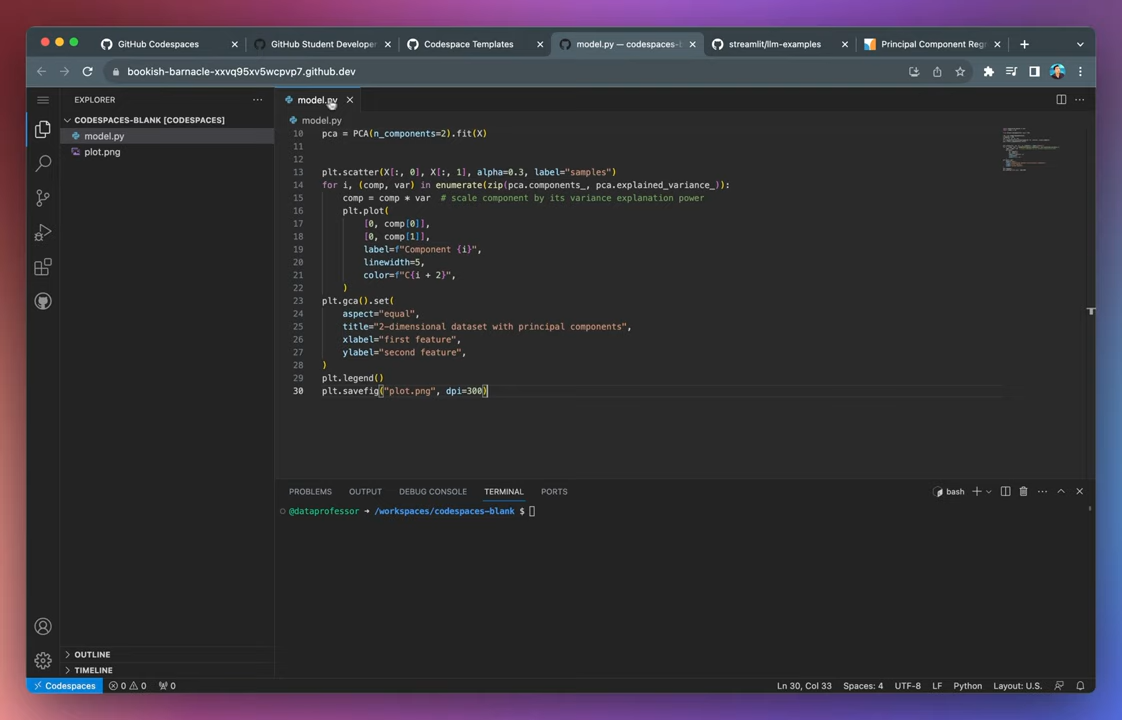 GitHub Codespaces
GitHub Student Develope
Codespace Templates
model.py — codespaces-b
streamlit/llm-examples
Principal Component Regr
bookish-barnacle-xxvq95xv5wcpvp7.github.dev
EXPLORER
CODESPACES-BLANK [CODESPACES]
model.py
plot.png
OUTLINE
TIMELINE
model.py
model.py
10 pca = PCA(n_components=2).fit(X)
11
12
13 plt.scatter(X[:, 0], X[:, 1], alpha=0.3, label="samples")
14 for i, (comp, var) in enumerate(zip(pca.components_, pca.explained_variance_)):
15 comp = comp * var # scale component by its variance explanation power
16 plt.plot(
17 [0, comp[0]],
18 [0, comp[1]],
19 label=f"Component {i}",
20 linewidth=5,
21 color=f"C{i + 2}",
22 )
23 plt.gca().set(
24 aspect="equal",
25 title="2-dimensional dataset with principal components",
26 xlabel="first feature",
27 ylabel="second feature",
28 )
29 plt.legend()
30 plt.savefig("plot.png", dpi=300)
PROBLEMS OUTPUT DEBUG CONSOLE TERMINAL PORTS
bash
@dataprofessor → /workspaces/codespaces-blank $
Codespaces 0 0 0
Ln 30, Col 33 Spaces: 4 UTF-8 LF Python Layout: U.S.